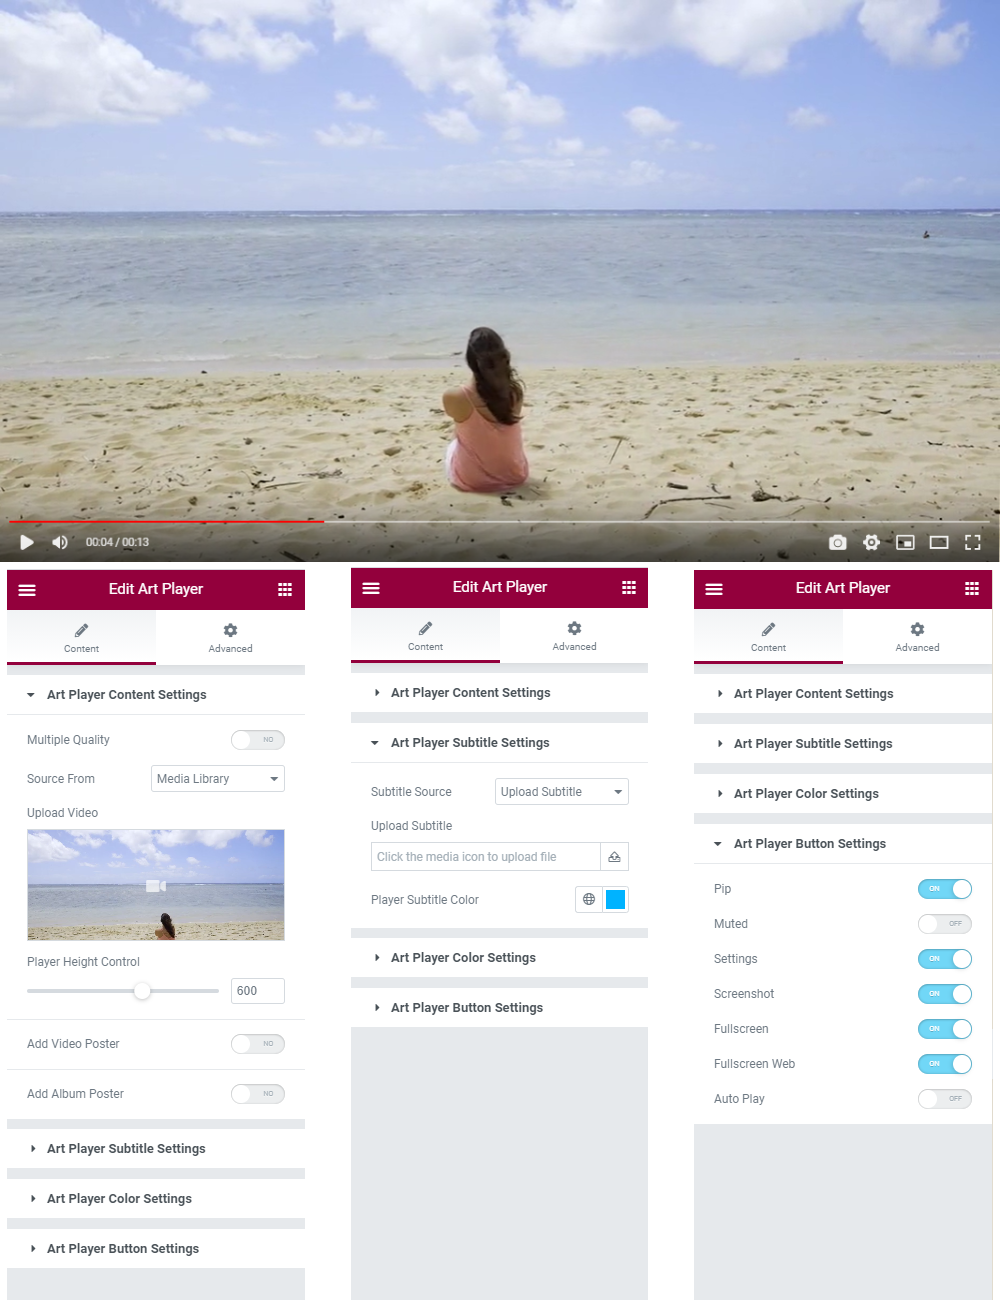 00:04 / 00:13
Edit Art Player
Content
Advanced
Art Player Content Settings
Multiple Quality
NO
Source From
Media Library
Upload Video
Player Height Control
600
Add Video Poster
NO
Add Album Poster
NO
Art Player Subtitle Settings
Art Player Color Settings
Art Player Button Settings
Edit Art Player
Content
Advanced
Art Player Content Settings
Art Player Subtitle Settings
Subtitle Source
Upload Subtitle
Upload Subtitle
Click the media icon to upload file
Player Subtitle Color
Art Player Color Settings
Art Player Button Settings
Edit Art Player
Content
Advanced
Art Player Content Settings
Art Player Subtitle Settings
Art Player Color Settings
Art Player Button Settings
Pip
ON
Muted
OFF
Settings
ON
Screenshot
ON
Fullscreen
ON
Fullscreen Web
ON
Auto Play
OFF